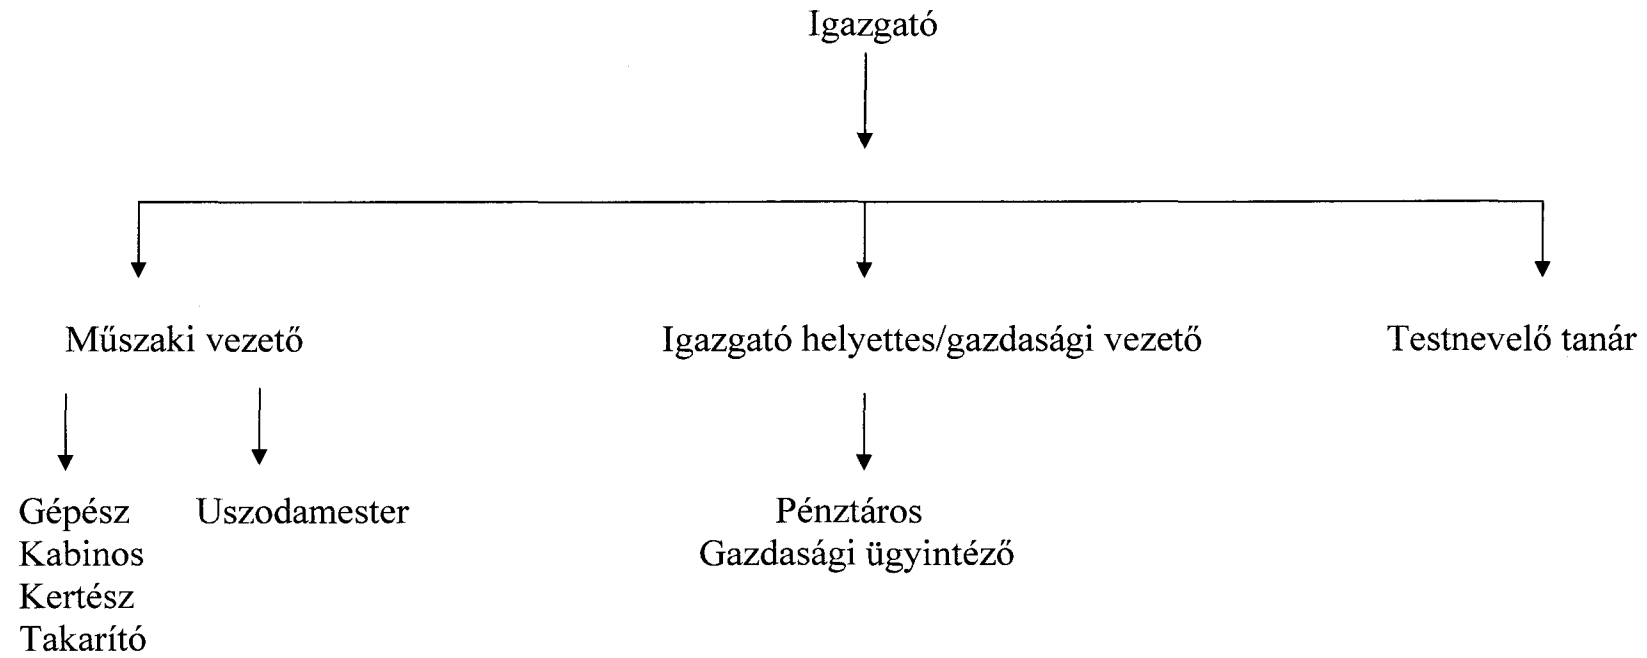 Igazgató
Műszaki vezető
Igazgató helyettes/gazdasági vezető
Testnevelő tanár
Gépész
Kabinos
Kertész
Takarító
Uszodamester
Pénztáros
Gazdasági ügyintéző